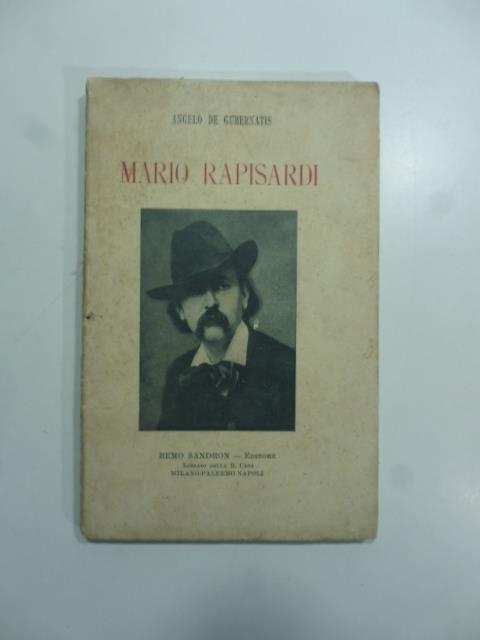 ANGELO DE GUBERNATIS
MARIO RAPISARDI
REMO SANDRON — EDITORE
LIBRAIO DELLA R. CASA
MILANO-PALERMO-NAPOLI